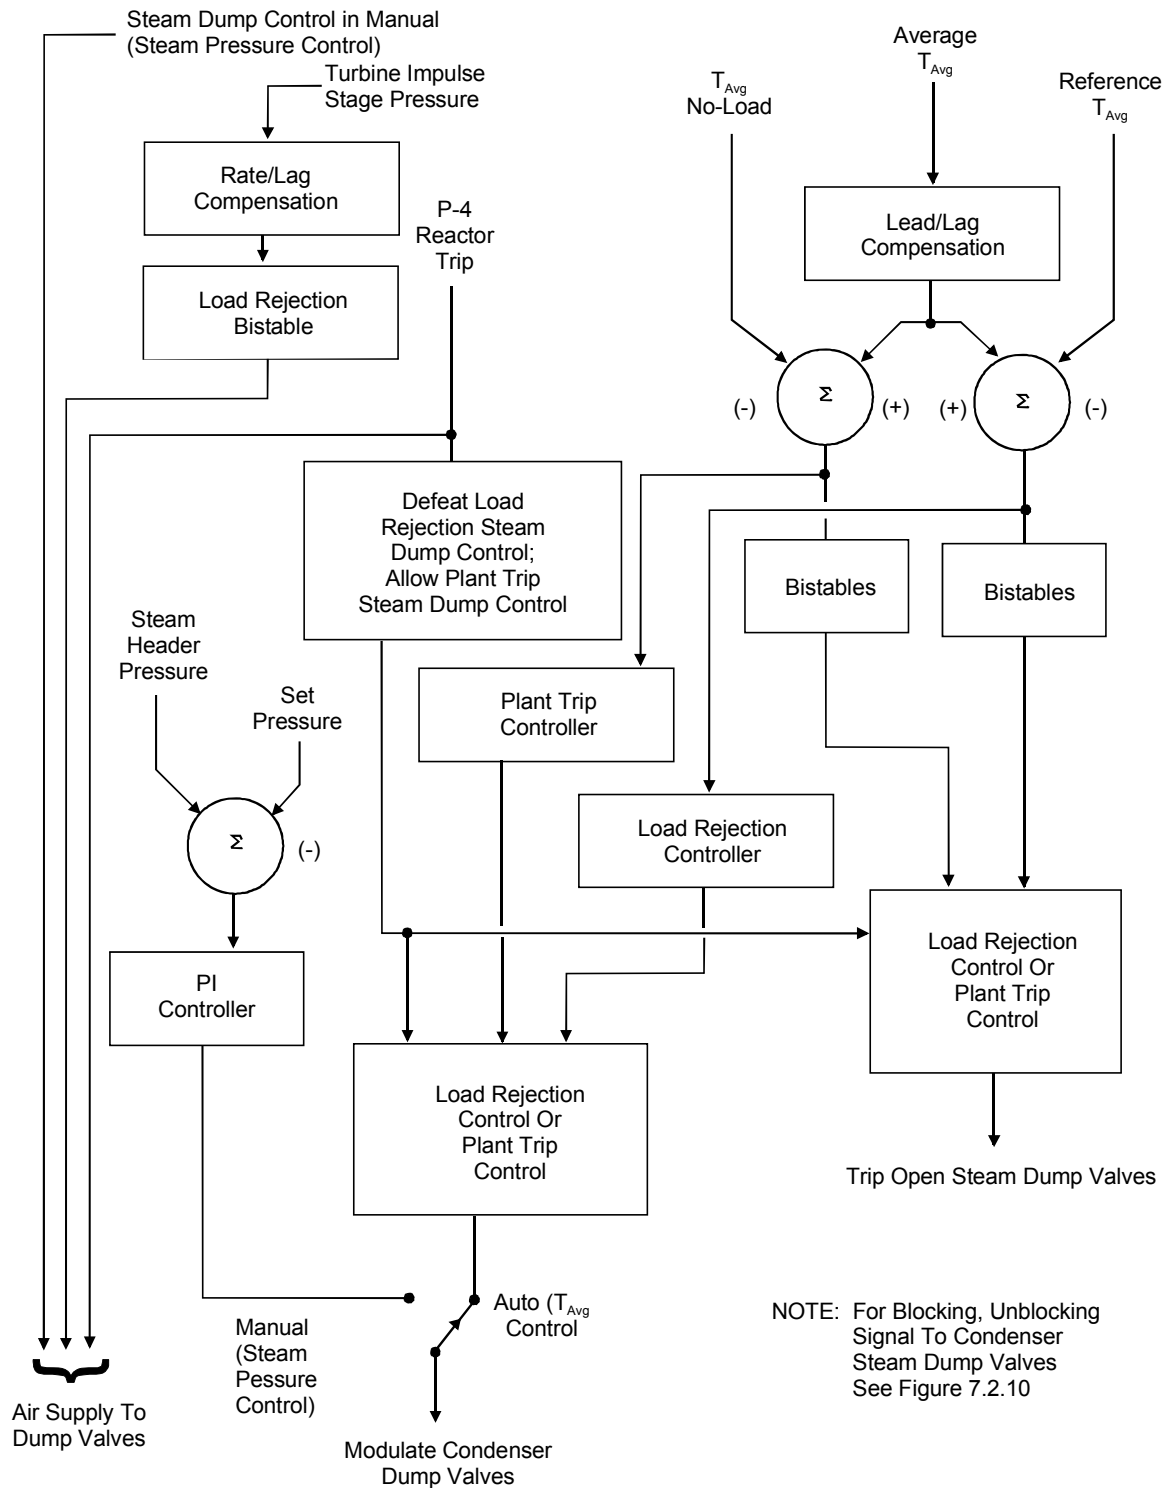 Steam Dump Control in Manual
(Steam Pressure Control)
Turbine Impulse
Stage Pressure
Average
TAvg
TAvg
No-Load
Reference
TAvg
Rate/Lag
Compensation
P-4
Reactor
Trip
Lead/Lag
Compensation
Load Rejection
Bistable
Σ
(-)
(+)
(+)
Σ
(-)
Defeat Load
Rejection Steam
Dump Control;
Allow Plant Trip
Steam Dump Control
Bistables
Bistables
Steam
Header
Pressure
Set
Pressure
Plant Trip
Controller
Σ
(-)
Load Rejection
Controller
PI
Controller
Load Rejection
Control Or
Plant Trip
Control
Load Rejection
Control Or
Plant Trip
Control
Trip Open Steam Dump Valves
Auto (TAvg
Control
Manual
(Steam
Pessure
Control)
NOTE: For Blocking, Unblocking
Signal To Condenser
Steam Dump Valves
See Figure 7.2.10
Air Supply To
Dump Valves
Modulate Condenser
Dump Valves